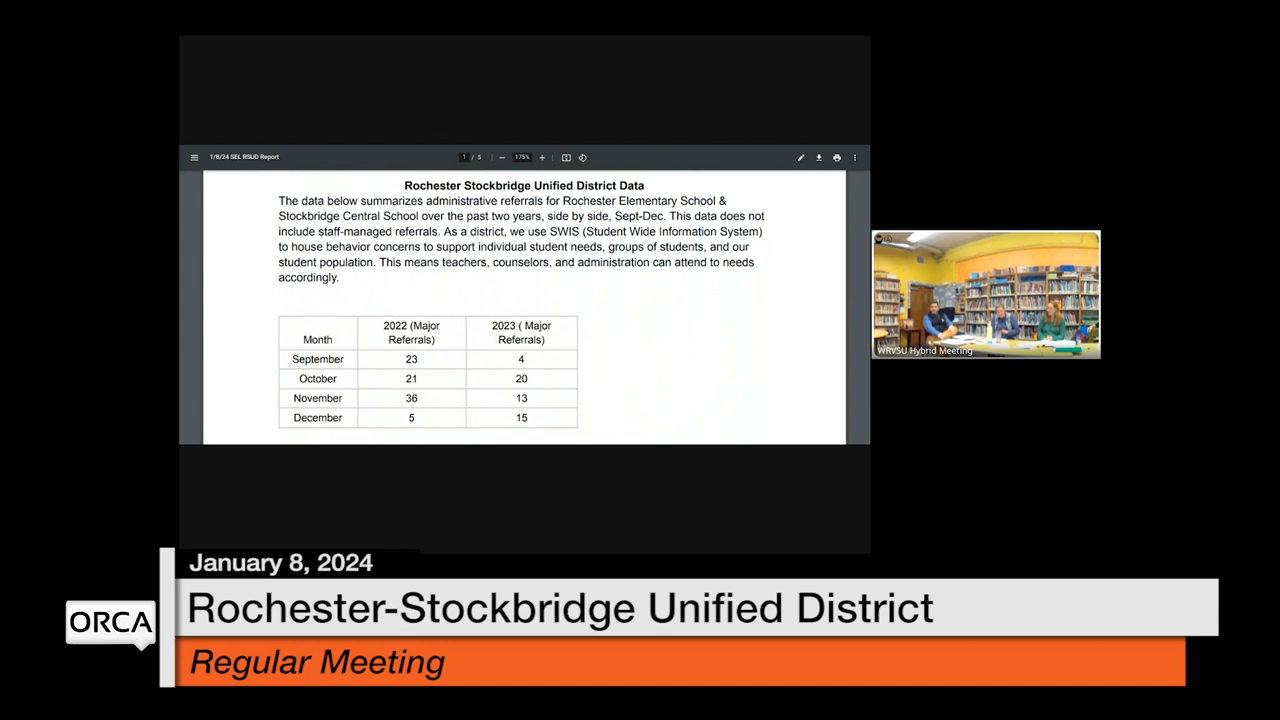 1/8/24 SEL RSUD Report
1 / 5
175%
Rochester Stockbridge Unified District Data
The data below summarizes administrative referrals for Rochester Elementary School &
Stockbridge Central School over the past two years, side by side, Sept-Dec. This data does not
include staff-managed referrals. As a district, we use SWIS (Student Wide Information System)
to house behavior concerns to support individual student needs, groups of students, and our
student population. This means teachers, counselors, and administration can attend to needs
accordingly.
Month 2022 (Major Referrals) 2023 ( Major Referrals)
September 23 4
October 21 20
November 36 13
December 5 15
WRVSU Hybrid Meeting
January 8, 2024
ORCA
Rochester-Stockbridge Unified District
Regular Meeting